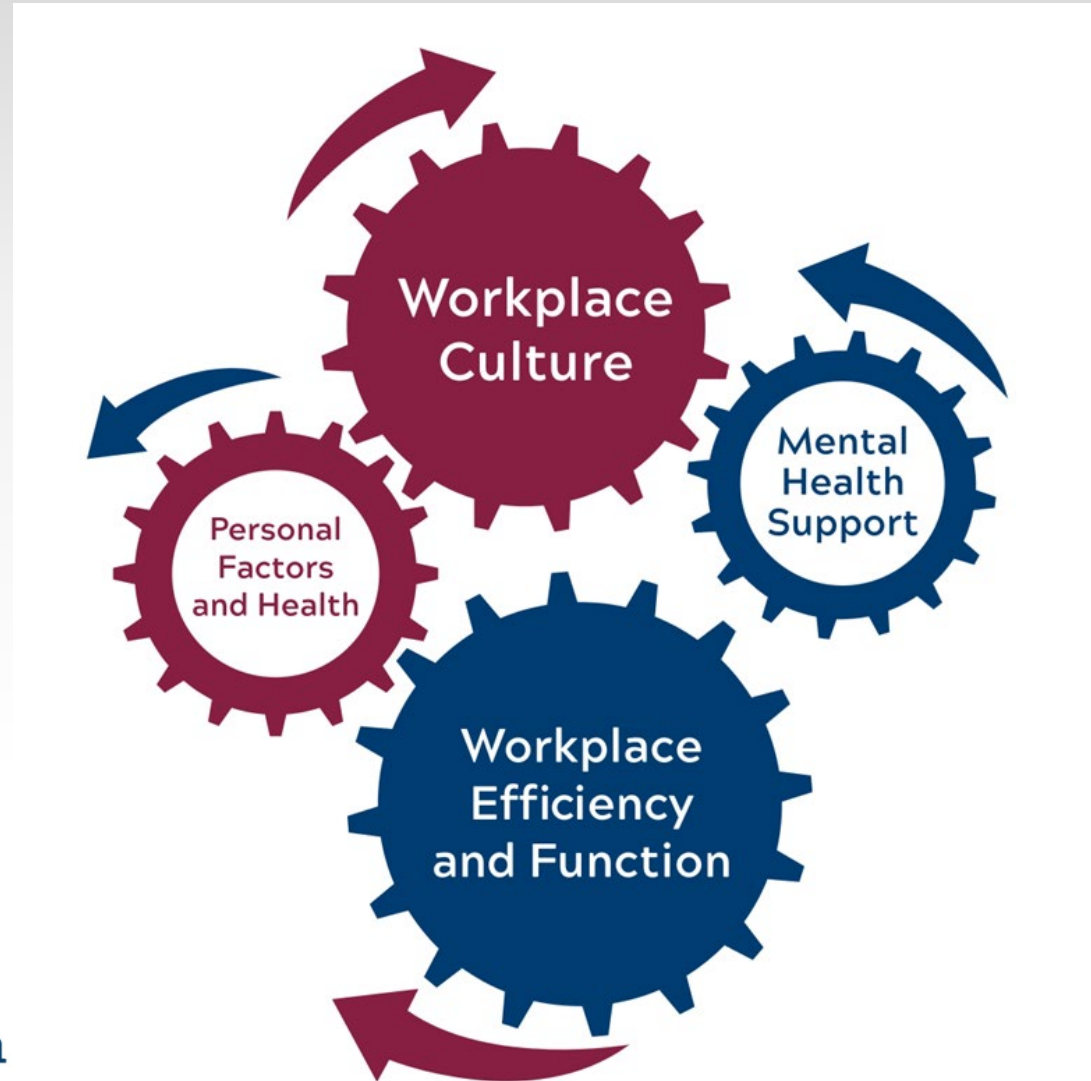 Workplace
Culture
Mental
Health
Support
Personal
Factors
and Health
Workplace
Efficiency
and Function